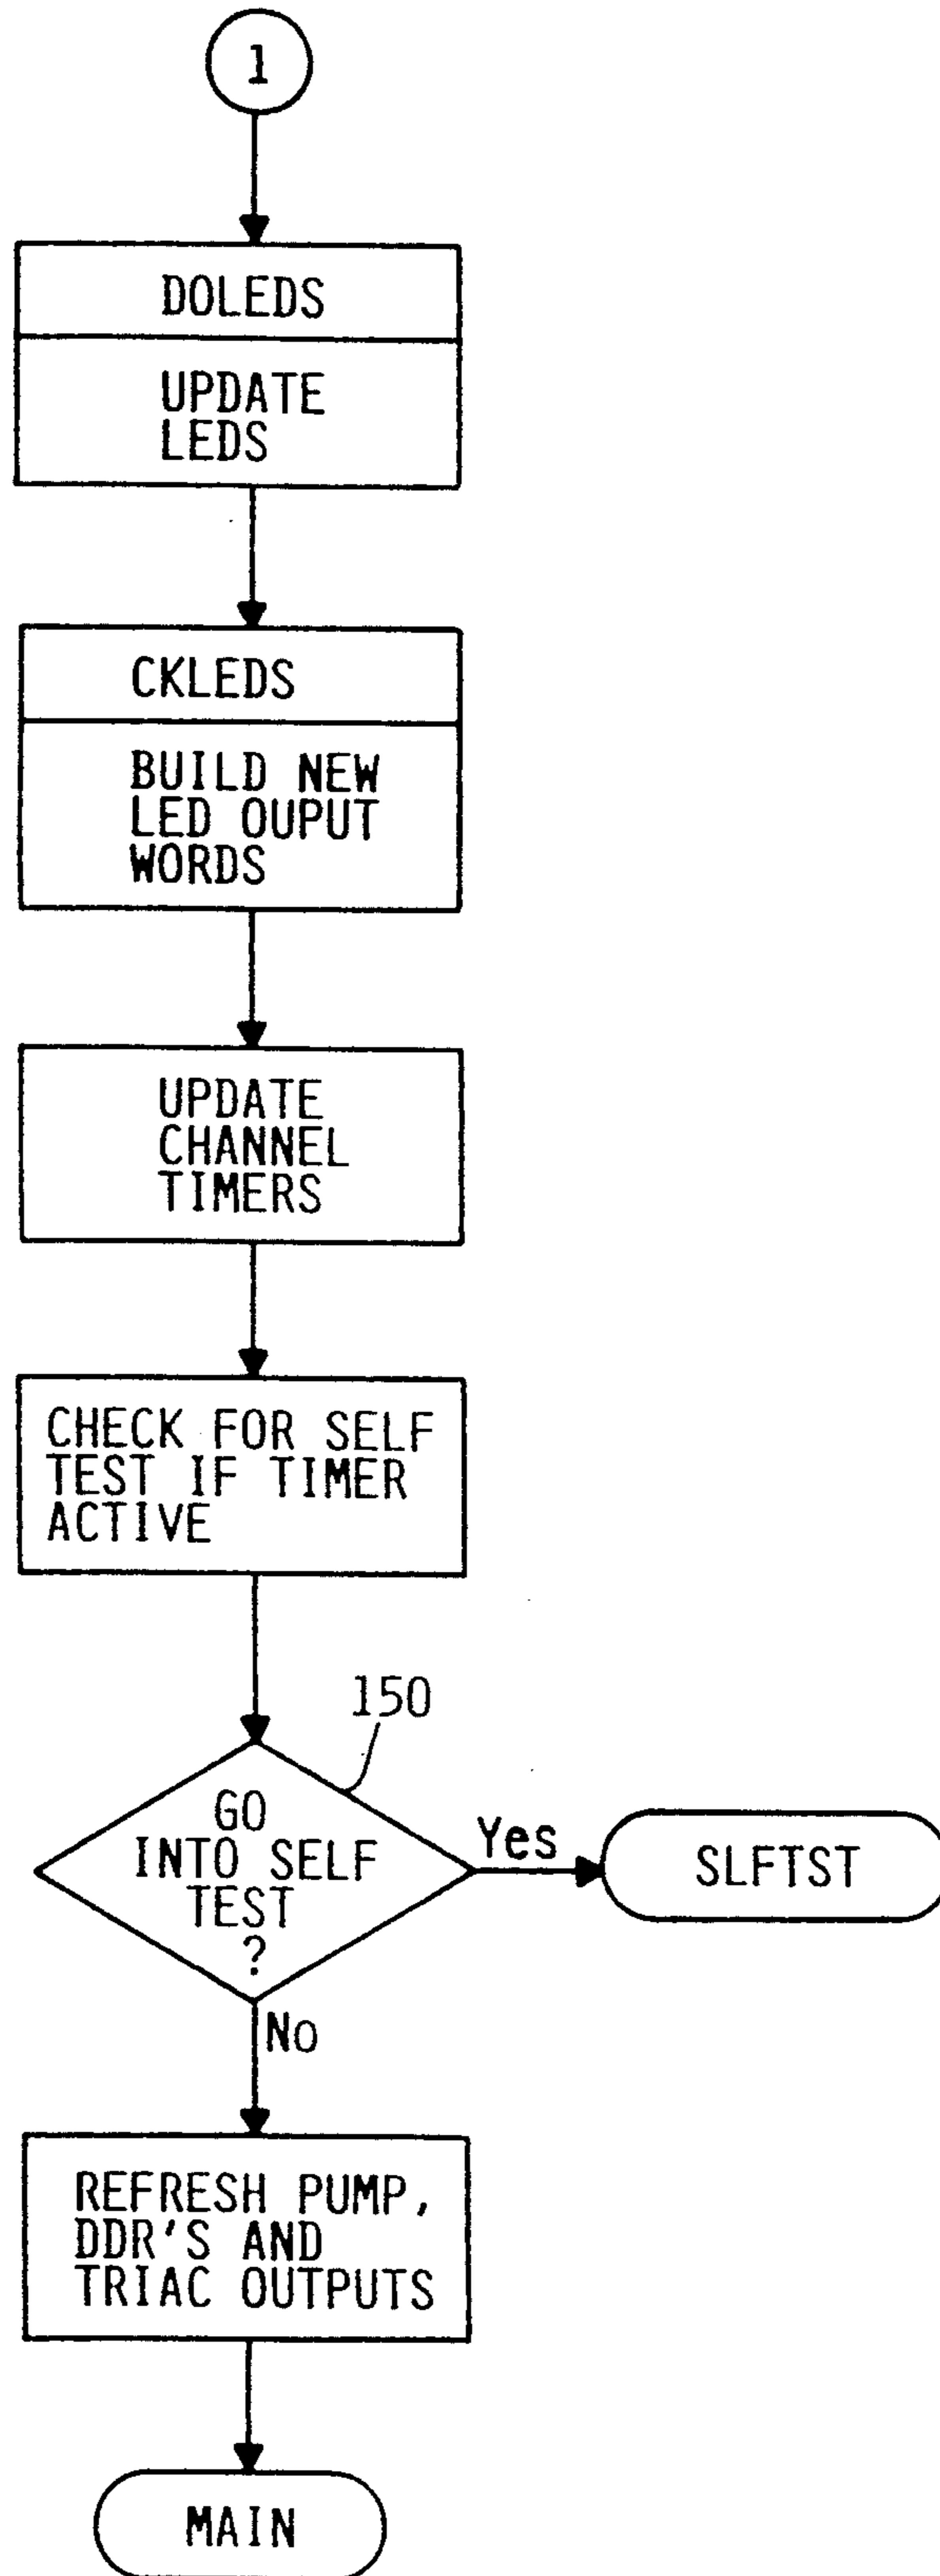 1
DOLEDS
UPDATE
LEDS
CKLEDS
BUILD NEW
LED OUPUT
WORDS
UPDATE
CHANNEL
TIMERS
CHECK FOR SELF
TEST IF TIMER
ACTIVE
150
GO
INTO SELF
TEST
?
Yes
SLFTST
No
REFRESH PUMP,
DDR'S AND
TRIAC OUTPUTS
MAIN